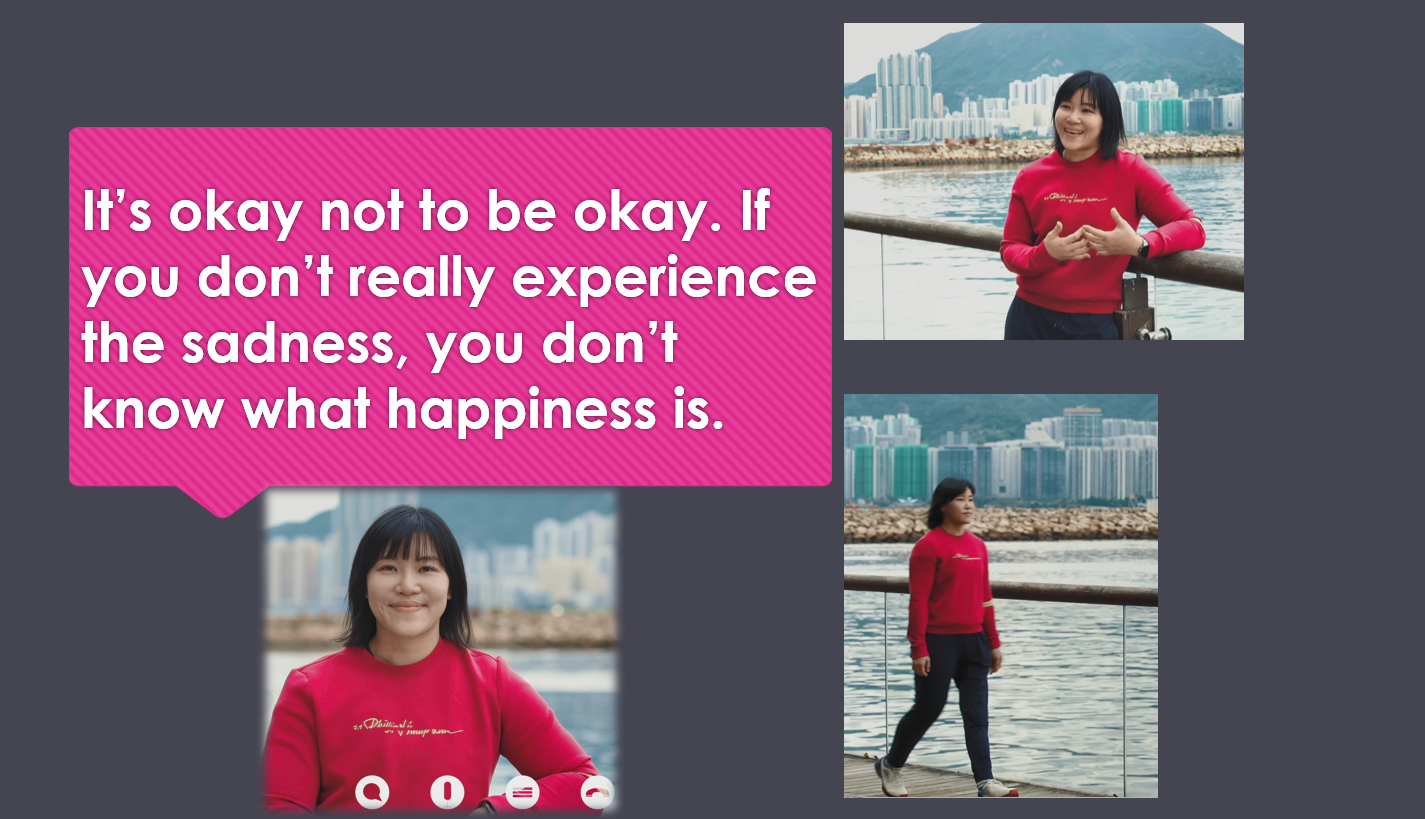 It’s okay not to be okay. If
you don’t really experience
the sadness, you don’t
know what happiness is.